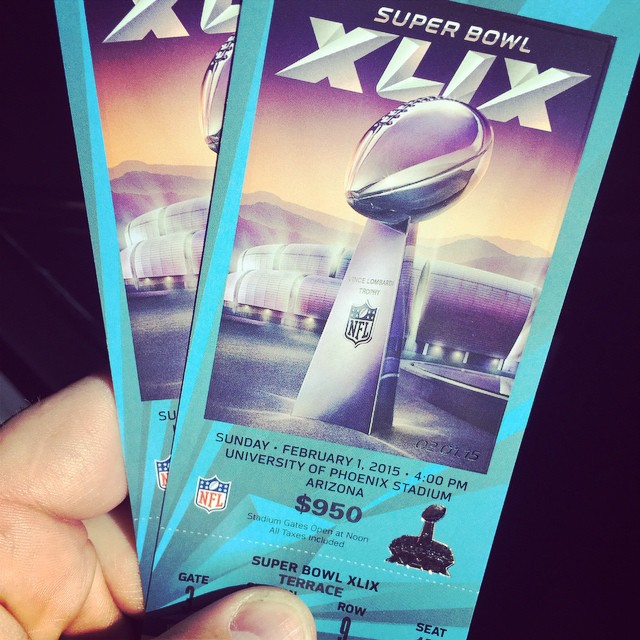 SUPER BOWL
XLIX
VINCE LOMBARDI
TROPHY
NFL
02.01.15
SUNDAY • FEBRUARY 1, 2015 • 4:00 PM
UNIVERSITY OF PHOENIX STADIUM
ARIZONA
$950
Stadium Gates Open at Noon
All Taxes Included
NFL
SUPER BOWL XLIX
TERRACE
GATE
ROW
9
SEAT
X
SU
N